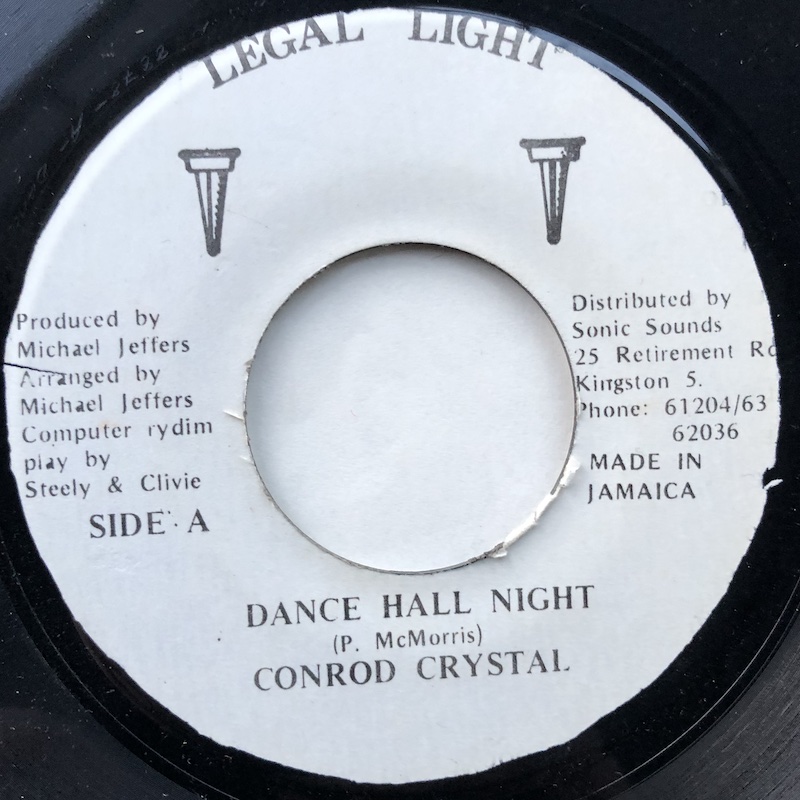 LEGAL LIGHT
Produced by
Michael Jeffers
Arranged by
Michael Jeffers
Computer rydim
play by
Steely & Clivie
SIDE A
Distributed by
Sonic Sounds
25 Retirement Rd
Kingston 5.
Phone: 61204/63
62036
MADE IN
JAMAICA
DANCE HALL NIGHT
(P. McMorris)
CONROD CRYSTAL